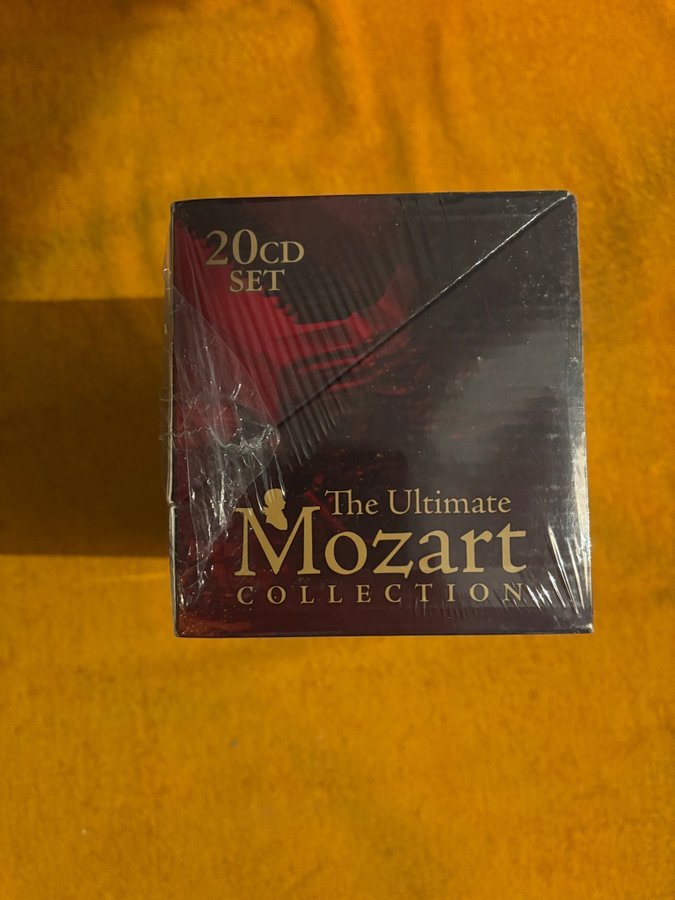 20CD
SET
The Ultimate
Mozart
COLLECTION